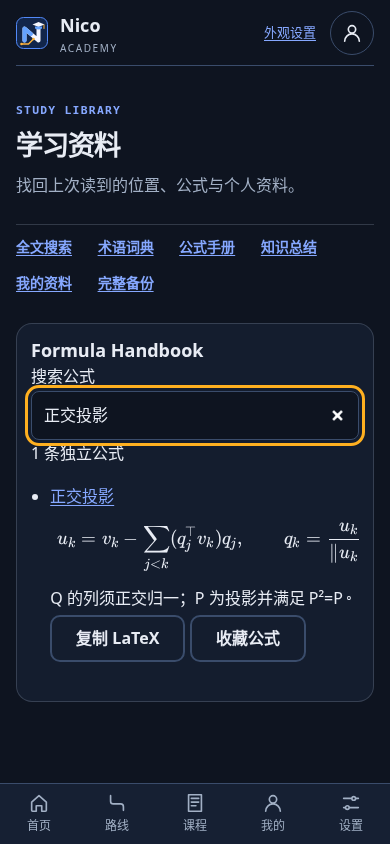 Nico
ACADEMY
外观设置
STUDY LIBRARY
学习资料
找回上次读到的位置、公式与个人资料。
全文搜索 术语词典 公式手册 知识总结
我的资料 完整备份
Formula Handbook
搜索公式
正交投影
1 条独立公式
正交投影
u_k = v_k − ∑_{j<k} (q_j^⊤ v_k) q_j, q_k = u_k / ‖u_k
Q 的列须正交归一；P 为投影并满足 P²=P。
复制 LaTeX 收藏公式
首页 路线 课程 我的 设置